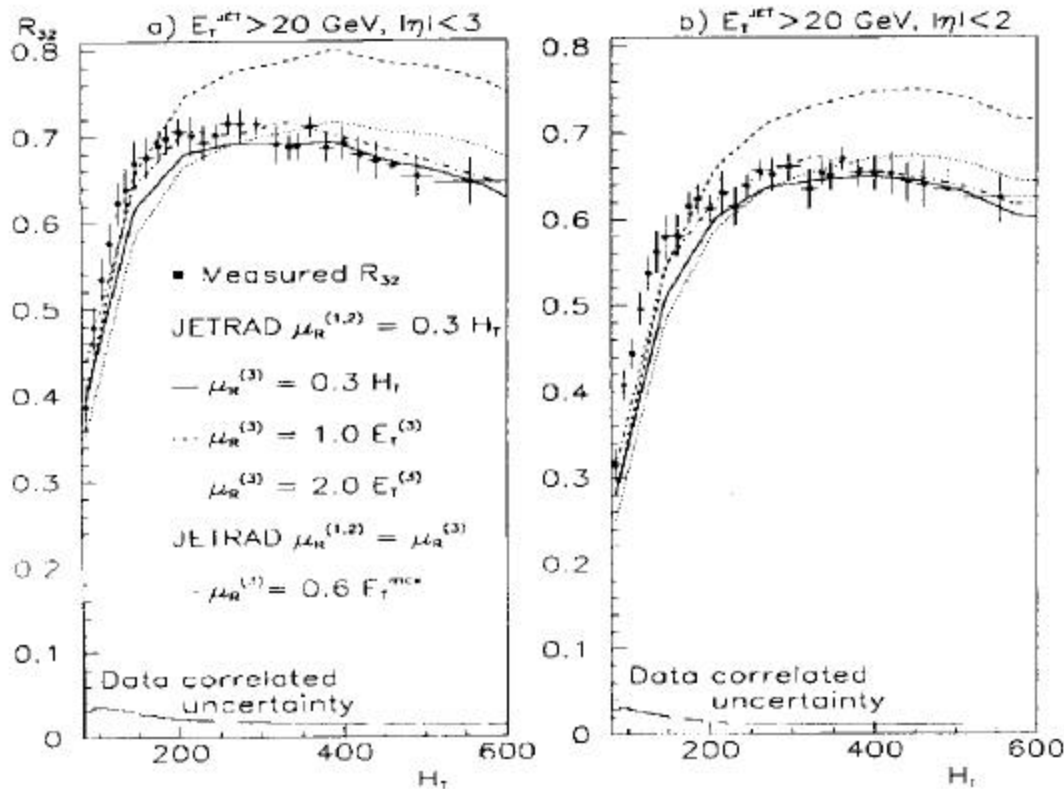 R₃₂
a) E_T^JET>20 GeV, |η|<3
b) E_T^JET>20 GeV, |η|<2
0.8
0.7
0.6
0.5
0.4
0.3
0.2
0.1
0
200
400
600
H_T
■ Measured R₃₂
JETRAD μ_R^(1,2) = 0.3 H_T
— μ_R^(3) = 0.3 H_T
···· μ_R^(3) = 1.0 E_T^(3)
μ_R^(3) = 2.0 E_T^(3)
JETRAD μ_R^(1,2) = μ_R^(3)
= 0.6
Data correlated
uncertainty
0.8
0.7
0.6
0.5
0.4
0.3
0.2
0.1
0
200
400
600
H_T
Data correlated
uncertainty